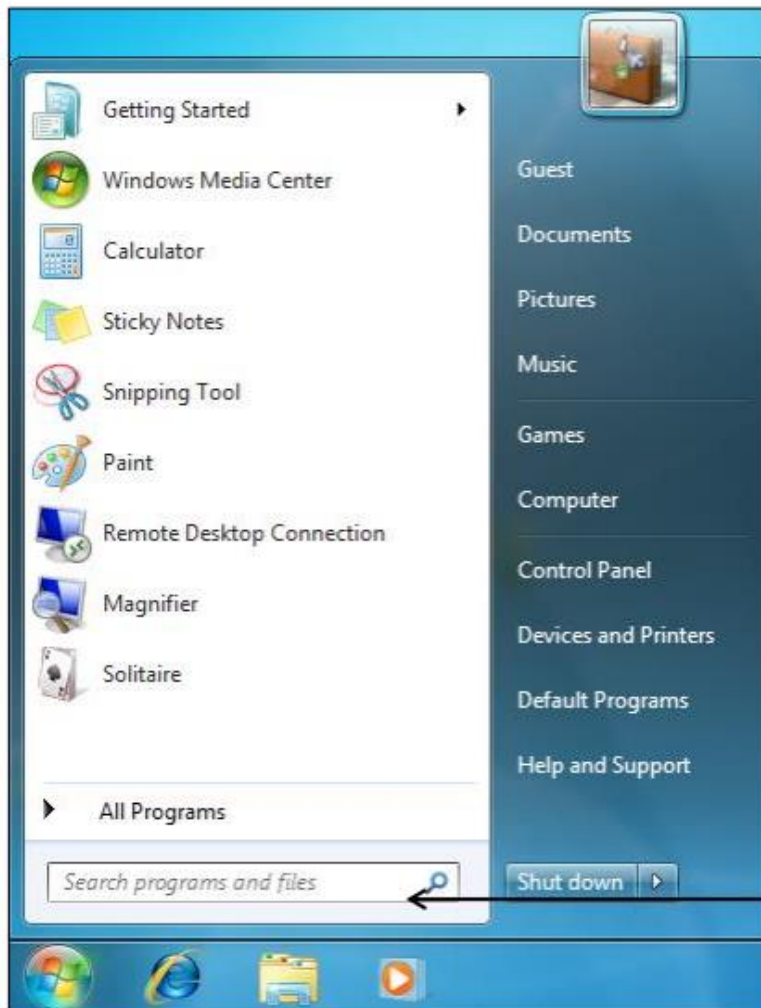 Getting Started
Windows Media Center
Calculator
Sticky Notes
Snipping Tool
Paint
Remote Desktop Connection
Magnifier
Solitaire
All Programs
Search programs and files
Guest
Documents
Pictures
Music
Games
Computer
Control Panel
Devices and Printers
Default Programs
Help and Support
Shut down